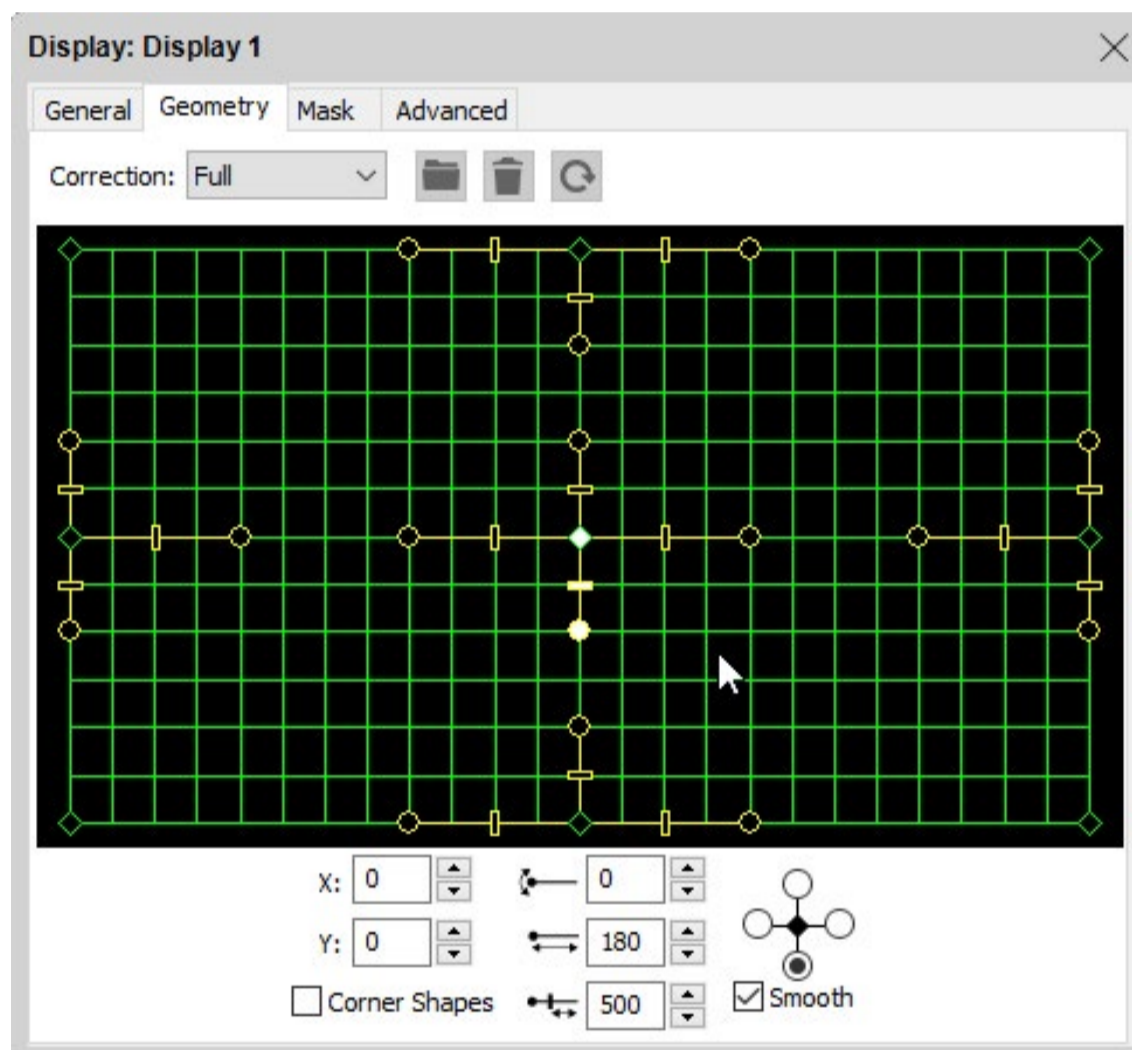 Display: Display 1
General Geometry Mask Advanced
Correction: Full
X: 0 0
Y: 0 180
Corner Shapes 500 Smooth